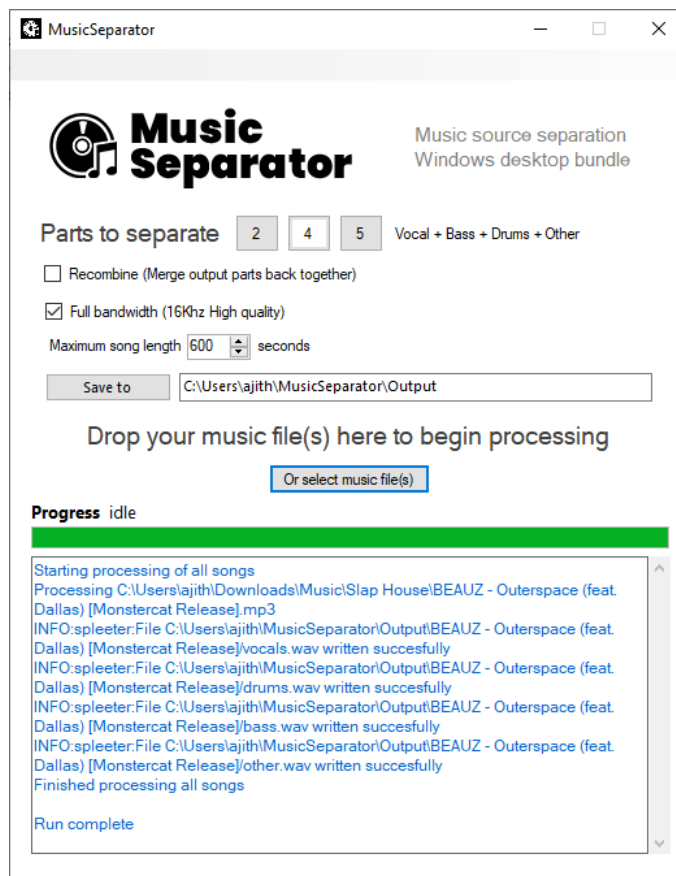 MusicSeparator
Music
Separator
Music source separation
Windows desktop bundle
Parts to separate 2 4 5 Vocal + Bass + Drums + Other
Recombine (Merge output parts back together)
Full bandwidth (16Khz High quality)
Maximum song length 600 seconds
Save to C:\Users\ajith\MusicSeparator\Output
Drop your music file(s) here to begin processing
Or select music file(s)
Progress idle
Starting processing of all songs
Processing C:\Users\ajith\Downloads\Music\Slap House\BEAUZ - Outerspace (feat.
Dallas) [Monstercat Release].mp3
INFO:spleeter:File C:\Users\ajith\MusicSeparator\Output\BEAUZ - Outerspace (feat.
Dallas) [Monstercat Release]/vocals.wav written succesfully
INFO:spleeter:File C:\Users\ajith\MusicSeparator\Output\BEAUZ - Outerspace (feat.
Dallas) [Monstercat Release]/drums.wav written succesfully
INFO:spleeter:File C:\Users\ajith\MusicSeparator\Output\BEAUZ - Outerspace (feat.
Dallas) [Monstercat Release]/bass.wav written succesfully
INFO:spleeter:File C:\Users\ajith\MusicSeparator\Output\BEAUZ - Outerspace (feat.
Dallas) [Monstercat Release]/other.wav written succesfully
Finished processing all songs
Run complete